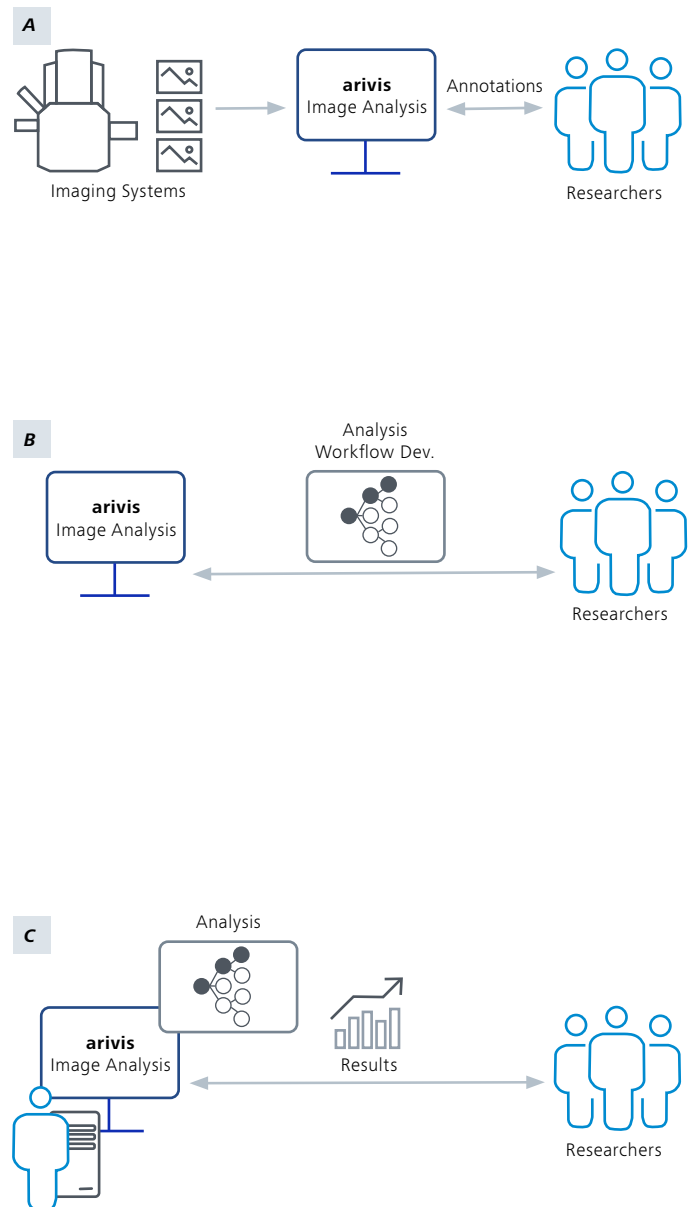 A
arivis
Image Analysis
Annotations
Imaging Systems
Researchers
B
Analysis
Workflow Dev.
arivis
Image Analysis
Researchers
C
Analysis
arivis
Image Analysis
Results
Researchers